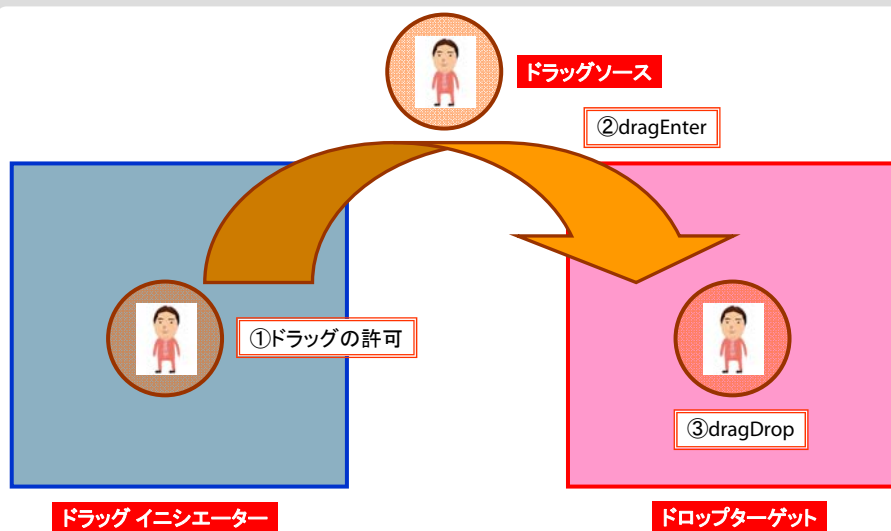 ドラッグソース
②dragEnter
①ドラッグの許可
③dragDrop
ドラッグ イニシエーター
ドロップターゲット